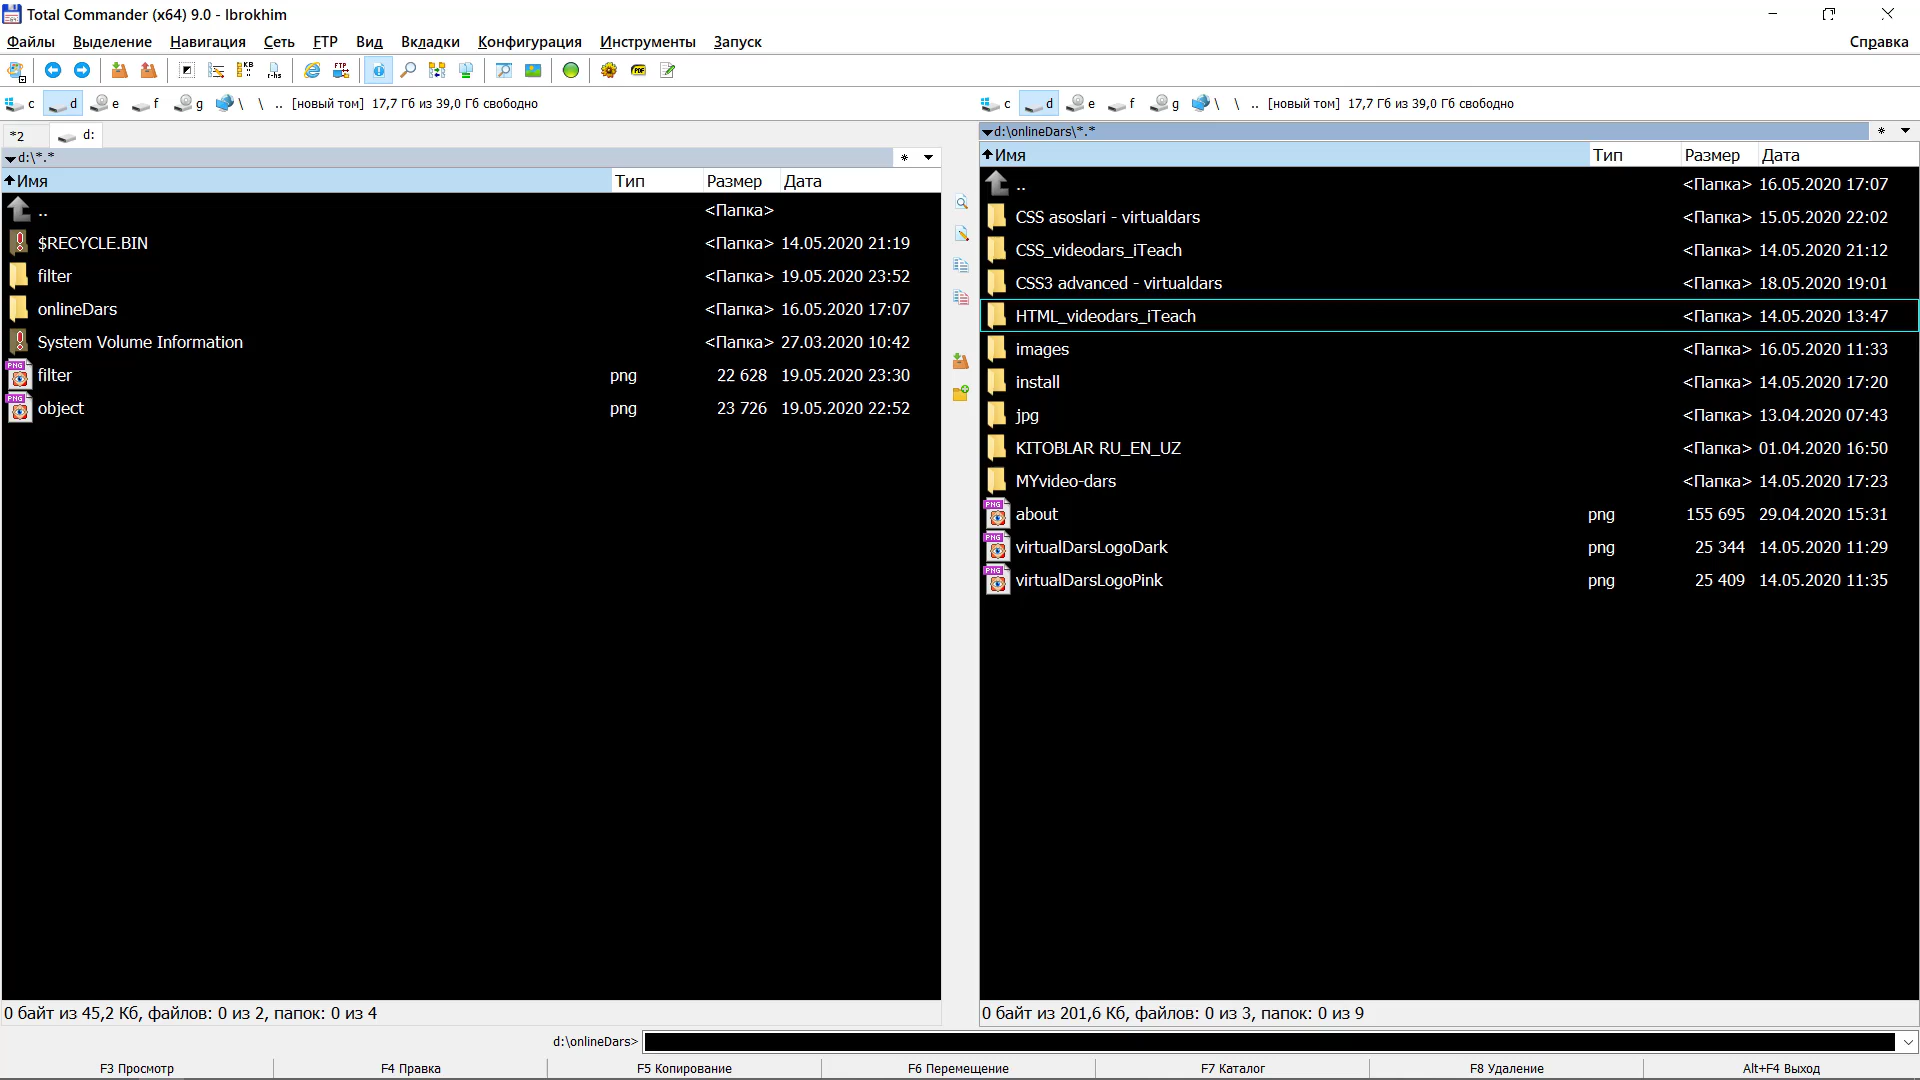 Total Commander (x64) 9.0 - Ibrokhim
Файлы Выделение Навигация Сеть FTP Вид Вкладки Конфигурация Инструменты Запуск Справка
c d e f g \ \ .. [новый том] 17,7 Гб из 39,0 Гб свободно
*2 d:
d:\*.* * 
Имя Тип Размер Дата
.. <Папка>
$RECYCLE.BIN <Папка> 14.05.2020 21:19
filter <Папка> 19.05.2020 23:52
onlineDars <Папка> 16.05.2020 17:07
System Volume Information <Папка> 27.03.2020 10:42
filter png 22 628 19.05.2020 23:30
object png 23 726 19.05.2020 22:52
0 байт из 45,2 Кб, файлов: 0 из 2, папок: 0 из 4
c d e f g \ \ .. [новый том] 17,7 Гб из 39,0 Гб свободно
d:\onlineDars\*.* *
Имя Тип Размер Дата
.. <Папка> 16.05.2020 17:07
CSS asoslari - virtualdars <Папка> 15.05.2020 22:02
CSS_videodars_iTeach <Папка> 14.05.2020 21:12
CSS3 advanced - virtualdars <Папка> 18.05.2020 19:01
HTML_videodars_iTeach <Папка> 14.05.2020 13:47
images <Папка> 16.05.2020 11:33
install <Папка> 14.05.2020 17:20
jpg <Папка> 13.04.2020 07:43
KITOBLAR RU_EN_UZ <Папка> 01.04.2020 16:50
MYvideo-dars <Папка> 14.05.2020 17:23
about png 155 695 29.04.2020 15:31
virtualDarsLogoDark png 25 344 14.05.2020 11:29
virtualDarsLogoPink png 25 409 14.05.2020 11:35
0 байт из 201,6 Кб, файлов: 0 из 3, папок: 0 из 9
d:\onlineDars>
F3 Просмотр F4 Правка F5 Копирование F6 Перемещение F7 Каталог F8 Удаление Alt+F4 Выход